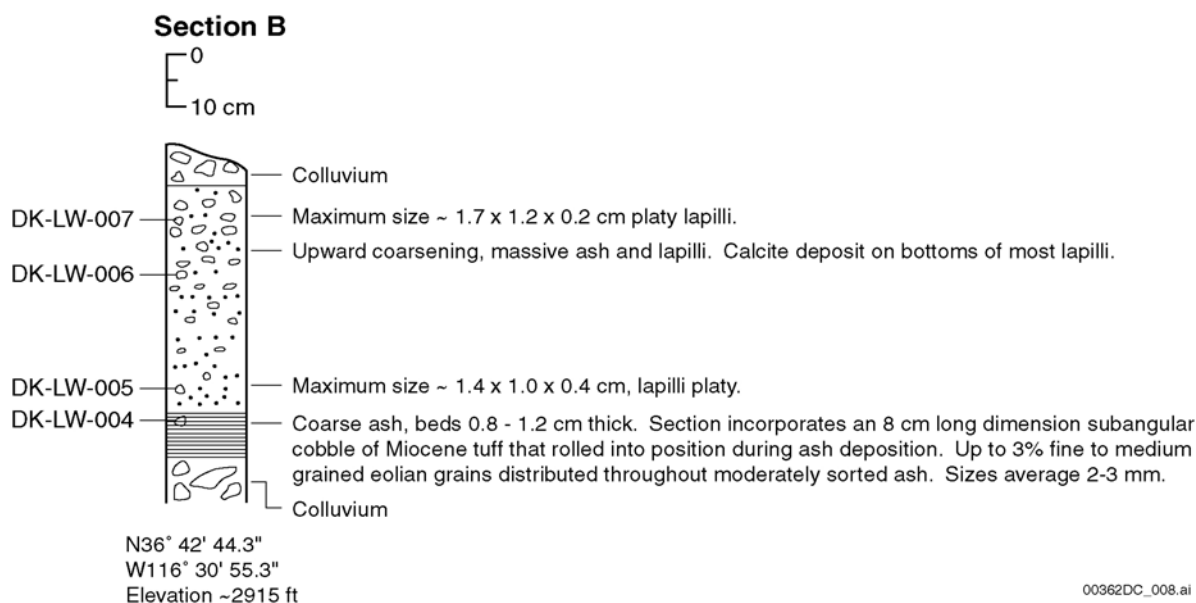 Section B
0
10 cm
Colluvium
DK-LW-007
Maximum size ~ 1.7 x 1.2 x 0.2 cm platy lapilli.
Upward coarsening, massive ash and lapilli. Calcite deposit on bottoms of most lapilli.
DK-LW-006
DK-LW-005
Maximum size ~ 1.4 x 1.0 x 0.4 cm, lapilli platy.
DK-LW-004
Coarse ash, beds 0.8 - 1.2 cm thick. Section incorporates an 8 cm long dimension subangular
cobble of Miocene tuff that rolled into position during ash deposition. Up to 3% fine to medium
grained eolian grains distributed throughout moderately sorted ash. Sizes average 2-3 mm.
Colluvium
N36° 42' 44.3"
W116° 30' 55.3"
Elevation ~2915 ft
00362DC_008.ai